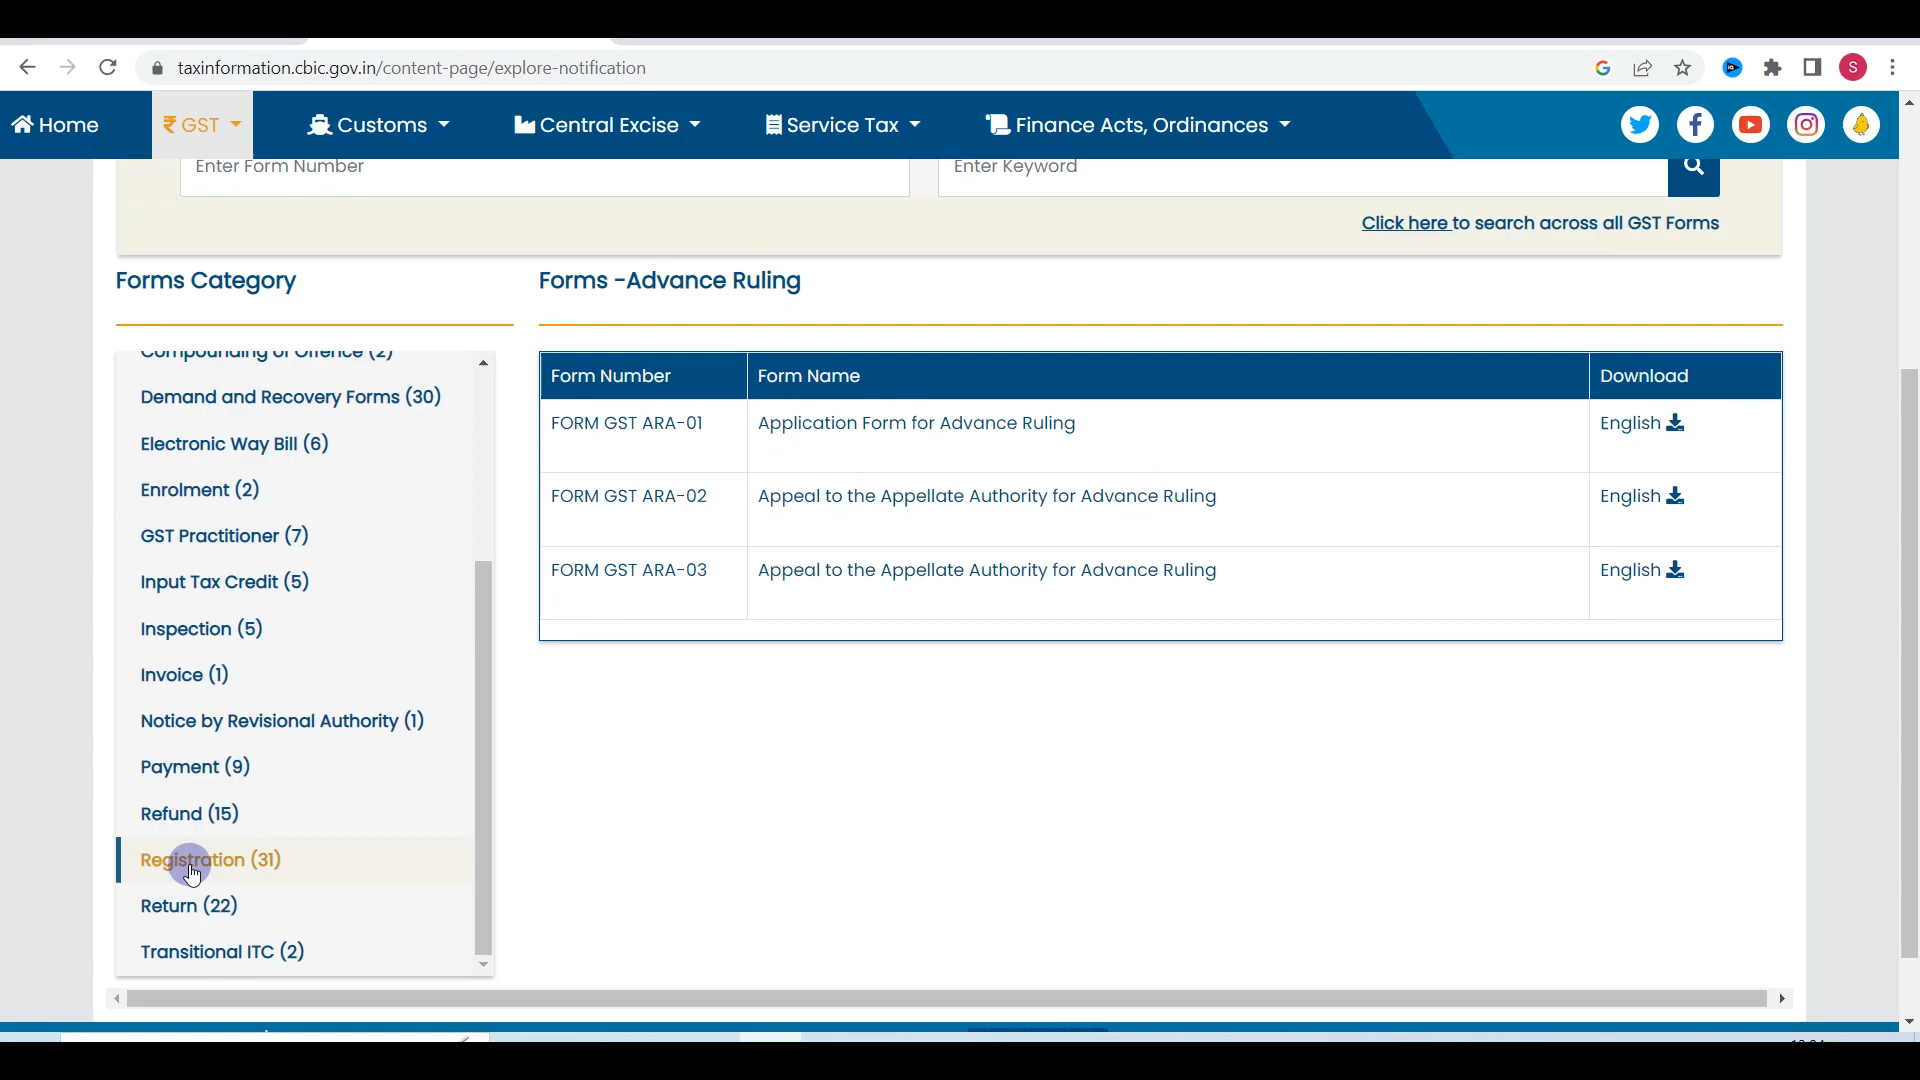 taxinformation.cbic.gov.in/content-page/explore-notification
S
Home
₹ GST
Customs
Central Excise
Service Tax
Finance Acts, Ordinances
Enter Form Number
Enter Keyword
Click here to search across all GST Forms
Forms Category
Forms -Advance Ruling
Compounding of Offence (2)
Demand and Recovery Forms (30)
Electronic Way Bill (6)
Enrolment (2)
GST Practitioner (7)
Input Tax Credit (5)
Inspection (5)
Invoice (1)
Notice by Revisional Authority (1)
Payment (9)
Refund (15)
Registration (31)
Return (22)
Transitional ITC (2)
Form Number
Form Name
Download
FORM GST ARA-01
Application Form for Advance Ruling
English
FORM GST ARA-02
Appeal to the Appellate Authority for Advance Ruling
English
FORM GST ARA-03
Appeal to the Appellate Authority for Advance Ruling
English